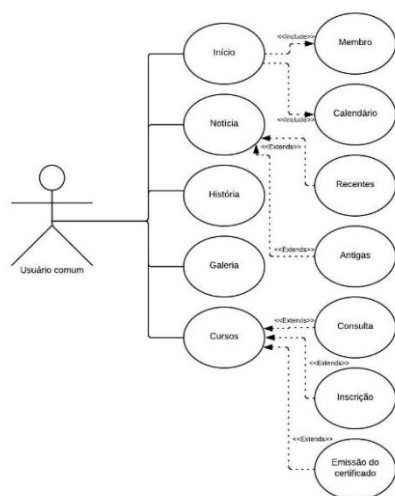 Início
<<Include>>
Membro
<<Include>>
Calendário
Notícia
<<Extends>>
Recentes
História
<<Extends>>
Antigas
Usuário comum
Galeria
<<Extends>>
Consulta
Cursos
<<Extends>>
Inscrição
<<Extends>>
Emissão do
certificado